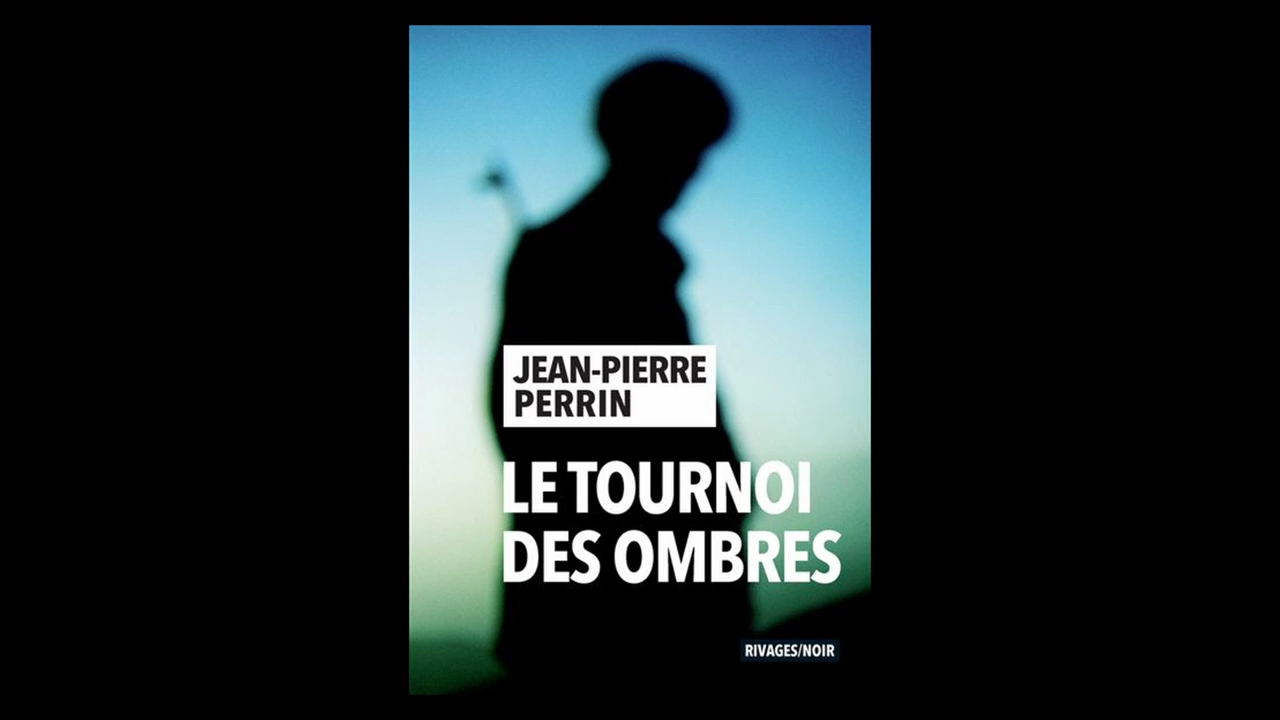 JEAN-PIERRE
PERRIN
LE TOURNOI
DES OMBRES
RIVAGES/NOIR